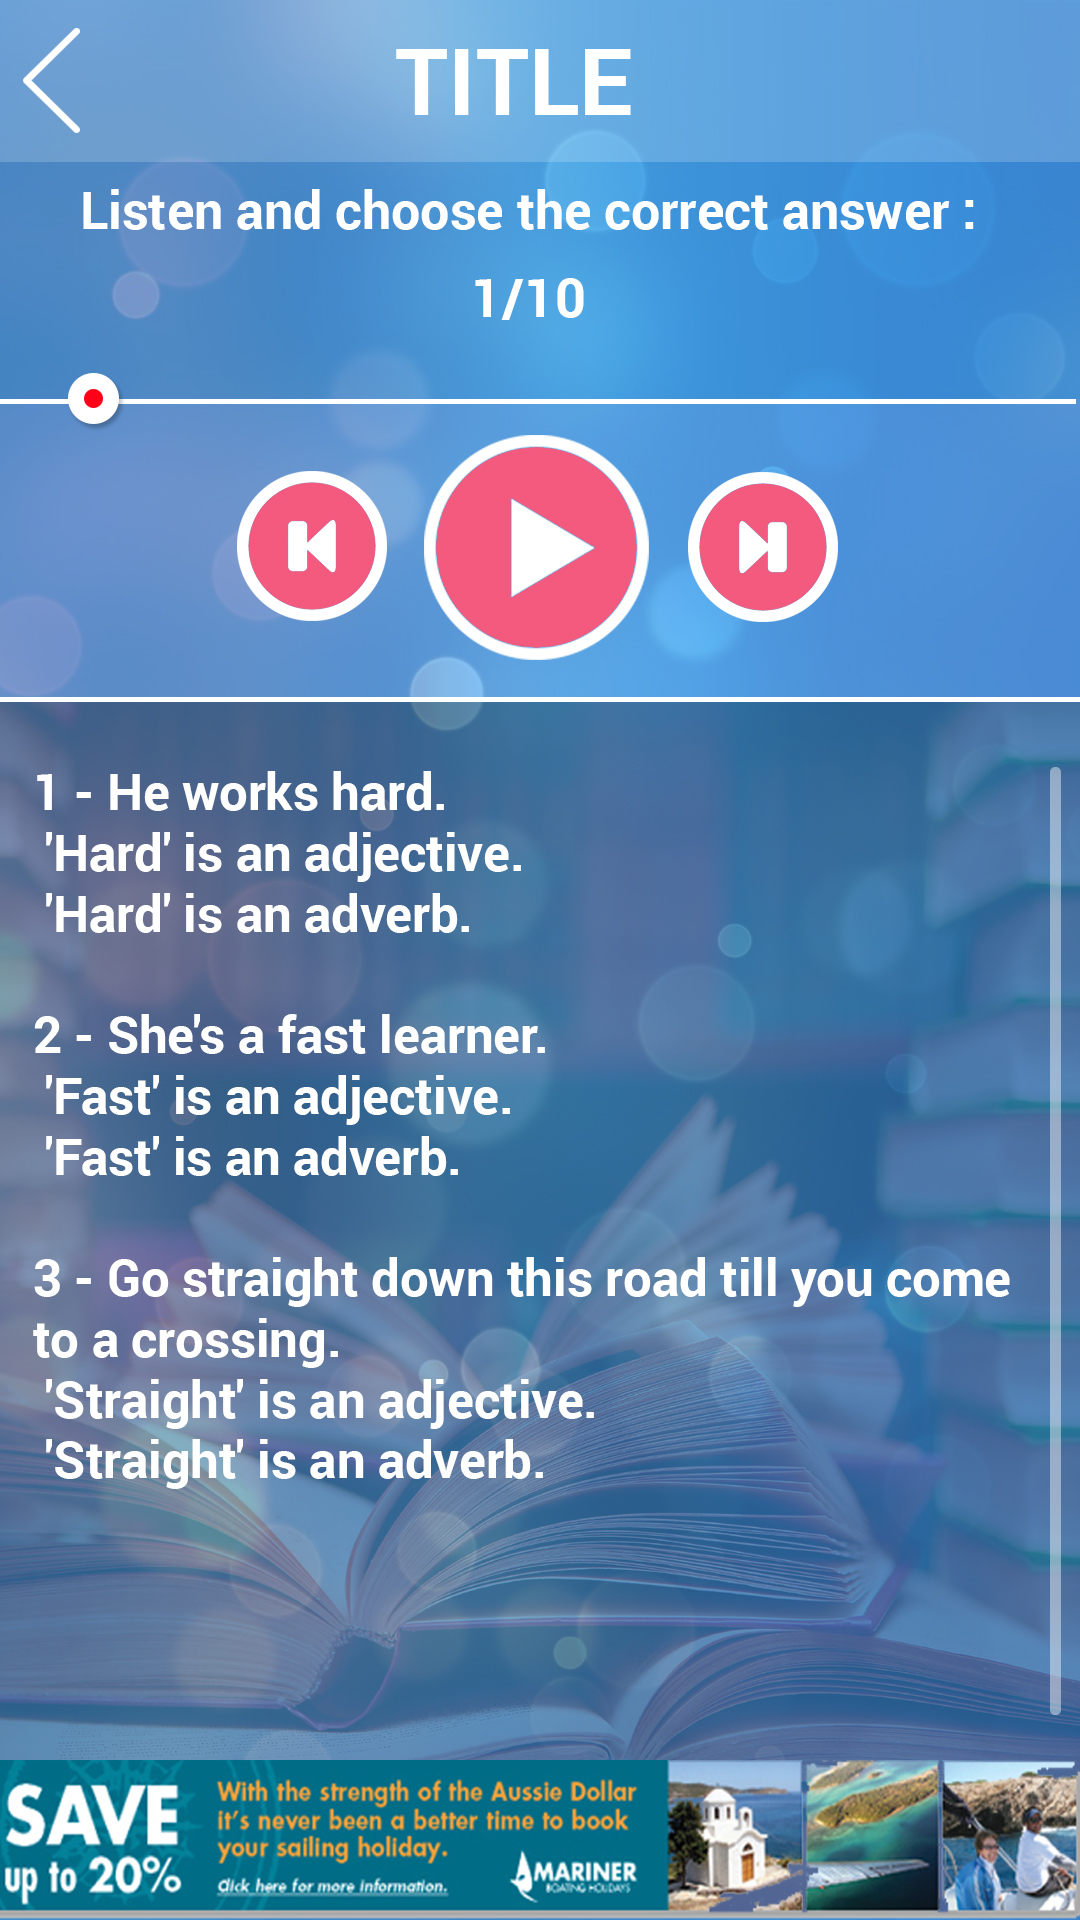 TITLE
Listen and choose the correct answer :
1/10
1 - He works hard.
'Hard' is an adjective.
'Hard' is an adverb.
2 - She's a fast learner.
'Fast' is an adjective.
'Fast' is an adverb.
3 - Go straight down this road till you come
to a crossing.
'Straight' is an adjective.
'Straight' is an adverb.
SAVE
up to 20%
With the strength of the Aussie Dollar
it's never been a better time to book
your sailing holiday.
Click here for more information.
MARINER
BOATING HOLIDAYS